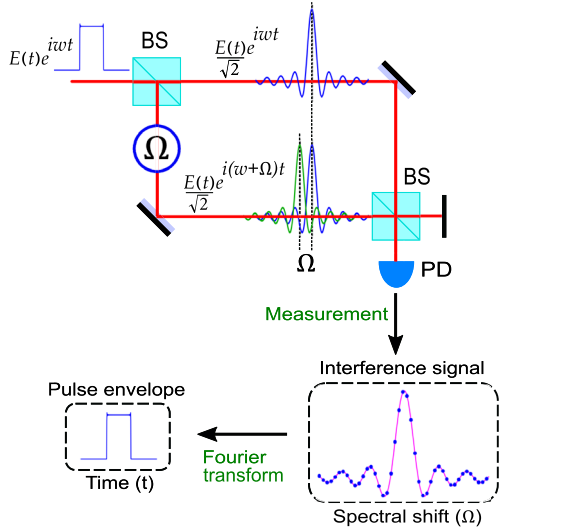 E(t)e^{iwt}
BS
E(t)e^{iwt}/√2
Ω
E(t)e^{i(w+Ω)t}/√2
BS
Ω
PD
Measurement
Interference signal
Pulse envelope
Fourier
transform
Time (t)
Spectral shift (Ω)